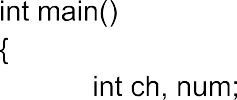 int main()
{
int ch, num;